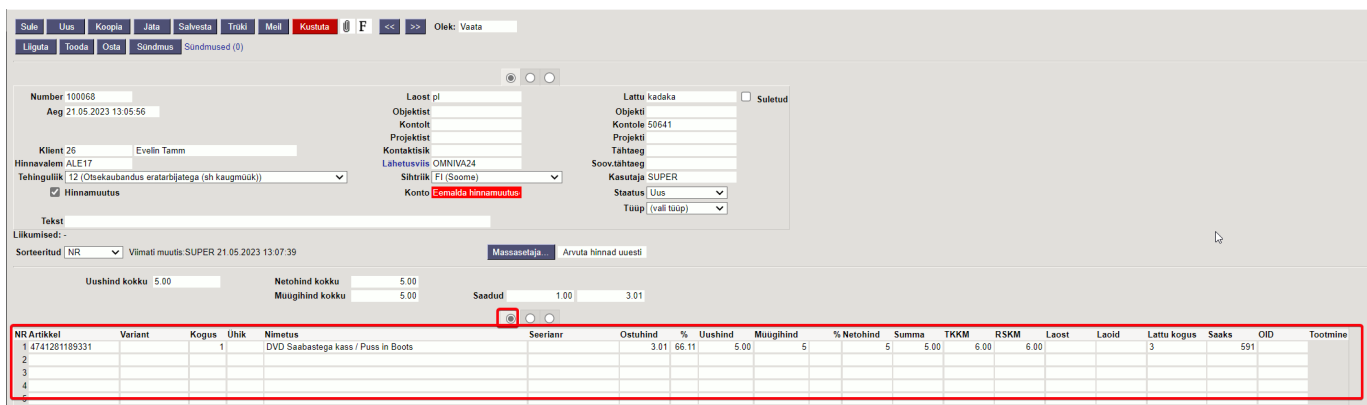 Sule Uus Koopia Jäta Salvesta Trüki Meil Kustuta F << >> Olek: Vaata
Liiguta Tooda Osta Sündmus Sündmused (0)
Number 100068 Laost pl Lattu kadaka Suletud
Aeg 21.05.2023 13:05:56 Objektist Objekti
Kontolt Kontole 50641
Projektist Projekti
Klient 26 Evelin Tamm Kontaktisik Tähtaeg
Hinnavalem ALE17 Lähetusviis OMNIVA24 Soov.tähtaeg
Tehinguliik 12 (Otsekaubandus eratarbijatega (sh kaugmüük)) Sihtriik FI (Soome) Kasutaja SUPER
Hinnamuutus Konto Eemalda hinnamuutus Staatus Uus
Tüüp (vali tüüp)
Tekst
Liikumised: -
Sorteeritud NR Viimati muutis:SUPER 21.05.2023 13:07:39 Massasetaja... Arvuta hinnad uuesti
Uushind kokku 5.00 Netohind kokku 5.00
Müügihind kokku 5.00 Saadud 1.00 3.01
NR Artikkel Variant Kogus Ühik Nimetus Seerianr Ostuhind % Uushind Müügihind % Netohind Summa TKKM RSKM Laost Laoid Lattu kogus Saaks OID Tootmine
1 4741281189331 1 DVD Saabastega kass / Puss in Boots 3.01 66.11 5.00 5 5 5.00 6.00 6.00 3 591
2
3
4
5